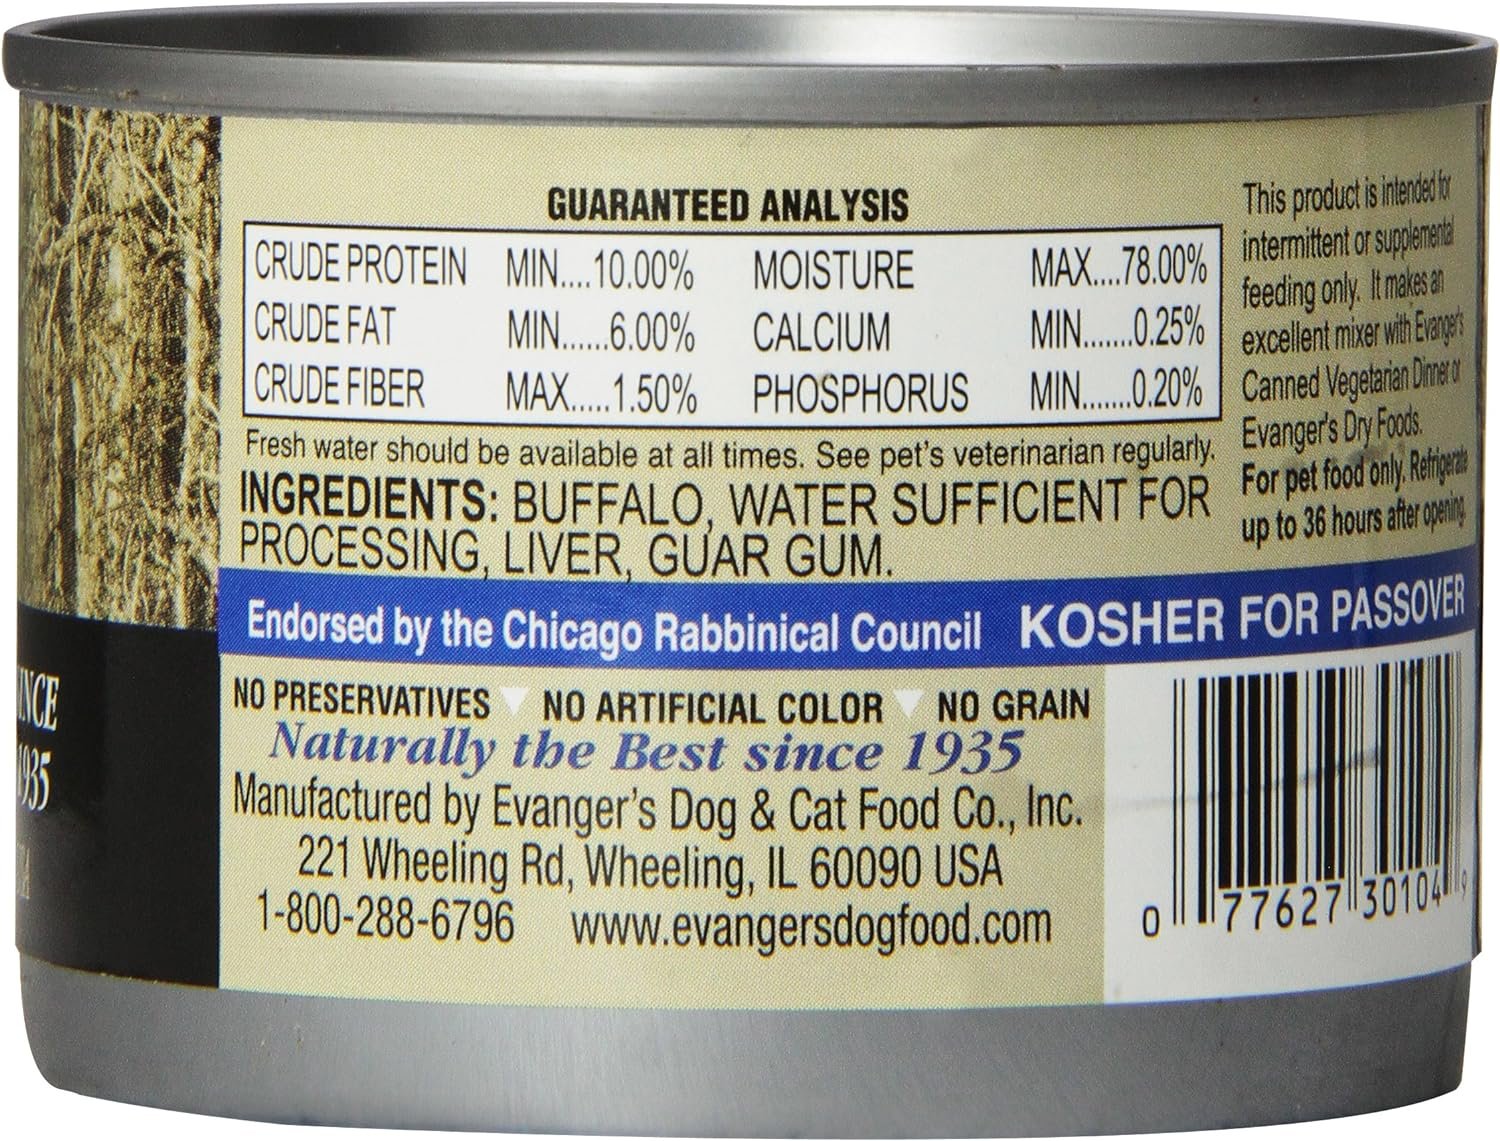 GUARANTEED ANALYSIS
CRUDE PROTEIN MIN....10.00% MOISTURE MAX....78.00%
CRUDE FAT MIN......6.00% CALCIUM MIN.......0.25%
CRUDE FIBER MAX.....1.50% PHOSPHORUS MIN.......0.20%
Fresh water should be available at all times. See pet's veterinarian regularly.
INGREDIENTS: BUFFALO, WATER SUFFICIENT FOR
PROCESSING, LIVER, GUAR GUM.
This product is intended for
intermittent or supplemental
feeding only. It makes an
excellent mixer with Evanger's
Canned Vegetarian Dinner or
Evanger's Dry Foods.
For pet food only. Refrigerate
up to 36 hours after opening.
Endorsed by the Chicago Rabbinical Council KOSHER FOR PASSOVER
NO PRESERVATIVES NO ARTIFICIAL COLOR NO GRAIN
Naturally the Best since 1935
Manufactured by Evanger's Dog & Cat Food Co., Inc.
221 Wheeling Rd, Wheeling, IL 60090 USA
1-800-288-6796 www.evangersdogfood.com
0 77627 30104 9
1935